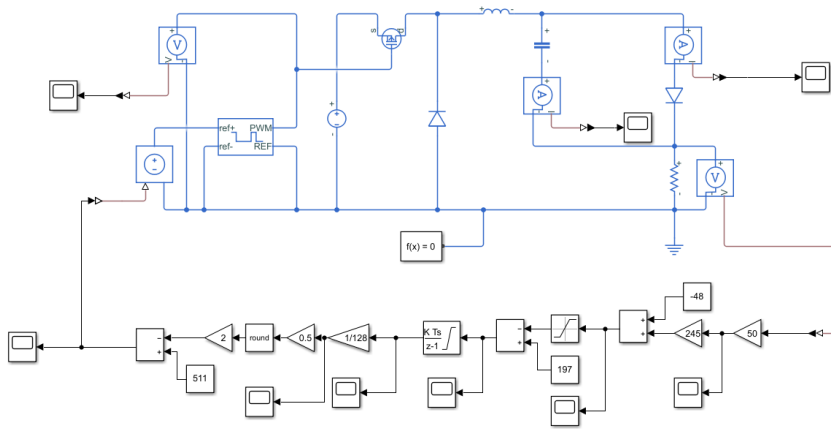 +
s
d
+
-
+
V
V
+
-
+
A
I
A
I
+
-
ref+
PWM
ref-
REF
+
-
+
-
+
V
V
f(x) = 0
-48
+
+
245
50
K Ts
z-1
-
+
197
1/128
0.5
round
2
-
+
511